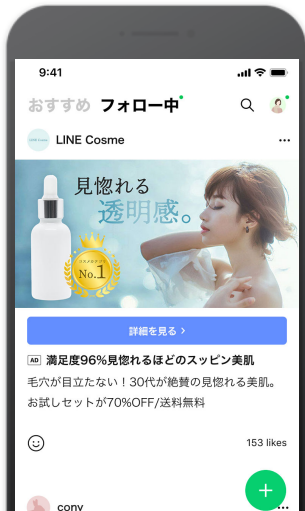 9:41
おすすめ フォロー中
LINE Cosme
見惚れる
透明感。
No.1
詳細を見る >
AD 満足度96%見惚れるほどのスッピン美肌
毛穴が目立たない！30代が絶賛の見惚れる美肌。
お試しセットが70%OFF/送料無料
153 likes
cony